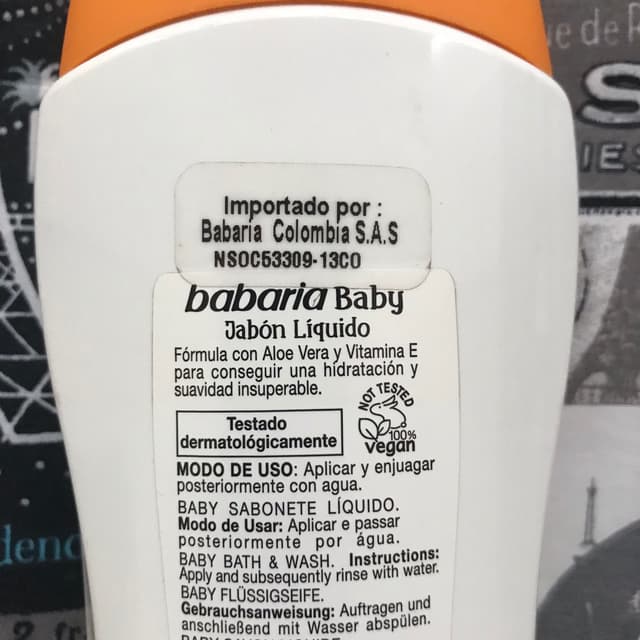 Importado por :
Babaria Colombia S.A.S
NSOC53309-13CO
babaria Baby
Jabón Líquido
Fórmula con Aloe Vera y Vitamina E
para conseguir una hidratación y
suavidad insuperable.
NOT TESTED
100%
vegan
Testado
dermatológicamente
MODO DE USO: Aplicar y enjuagar
posteriormente con agua.
BABY SABONETE LÍQUIDO.
Modo de Usar: Aplicar e passar
posteriormente por água.
BABY BATH & WASH. Instructions:
Apply and subsequently rinse with water.
BABY FLÜSSIGSEIFE.
Gebrauchsanweisung: Auftragen und
anschließend mit Wasser abspülen.